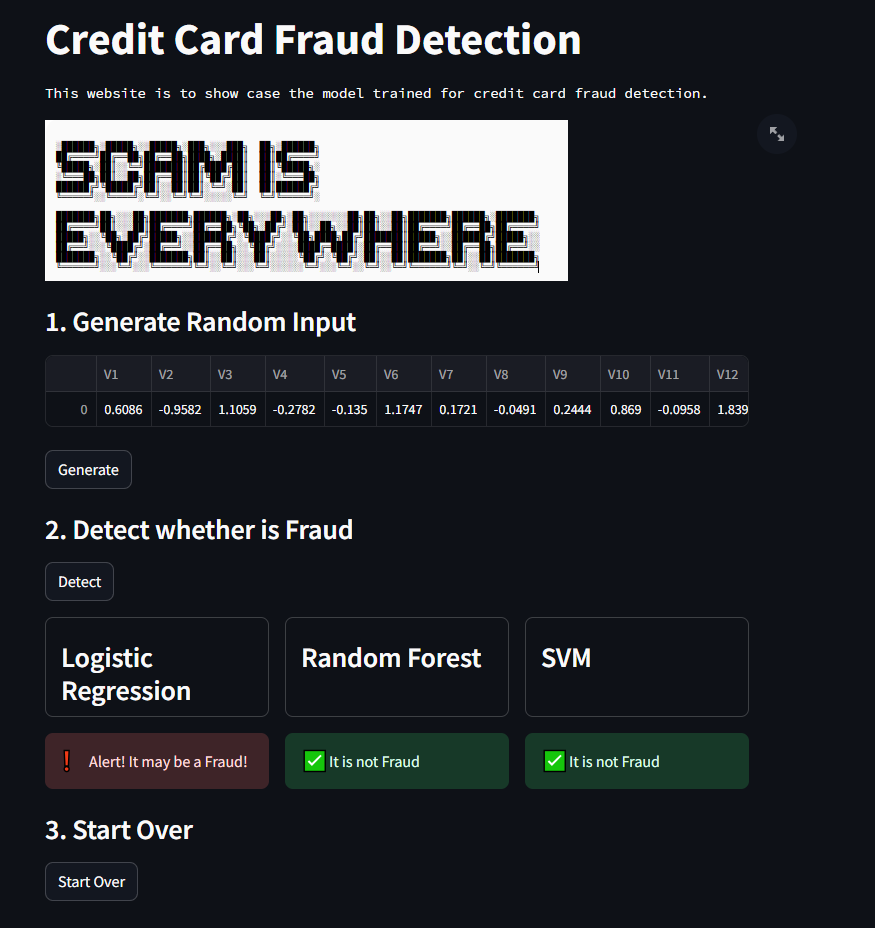 Credit Card Fraud Detection
This website is to show case the model trained for credit card fraud detection.
SCAM IS
EVERYWHERE
1. Generate Random Input
V1 V2 V3 V4 V5 V6 V7 V8 V9 V10 V11 V12
0 0.6086 -0.9582 1.1059 -0.2782 -0.135 1.1747 0.1721 -0.0491 0.2444 0.869 -0.0958 1.839
Generate
2. Detect whether is Fraud
Detect
Logistic Random Forest SVM
Regression
❗ Alert! It may be a Fraud! ✅ It is not Fraud ✅ It is not Fraud
3. Start Over
Start Over